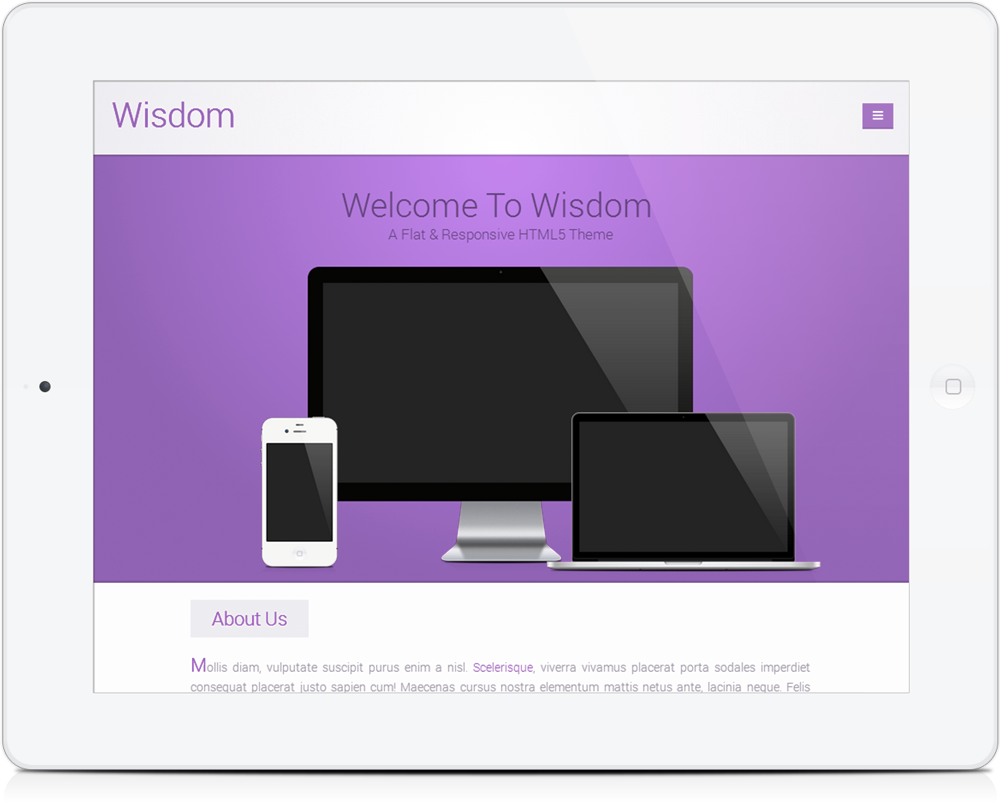 Wisdom
Welcome To Wisdom
A Flat & Responsive HTML5 Theme
About Us
Mollis diam, vulputate suscipit purus enim a nisl. Scelerisque, viverra vivamus placerat porta sodales imperdiet
consequat placerat justo sapien cum! Maecenas cursus nostra elementum mattis netus ante, lacinia neque. Felis